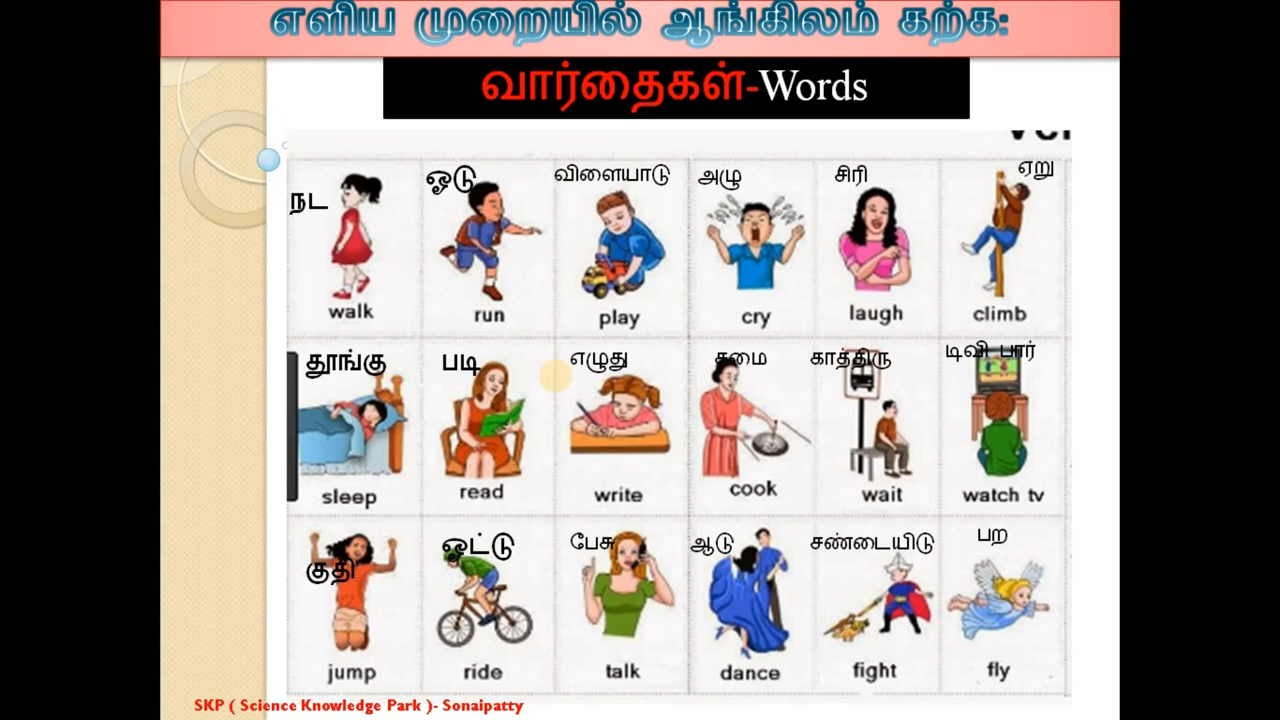 எளிய முறையில் ஆங்கிலம் கற்க:
வார்தைகள்-Words
நட ஓடு விளையாடு அழு சிரி ஏறு
walk run play cry laugh climb
தூங்கு படி எழுது சமை காத்திரு டிவி பார்
sleep read write cook wait watch tv
குதி ஓட்டு பேசு ஆடு சண்டையிடு பற
jump ride talk dance fight fly
SKP ( Science Knowledge Park )- Sonaipatty